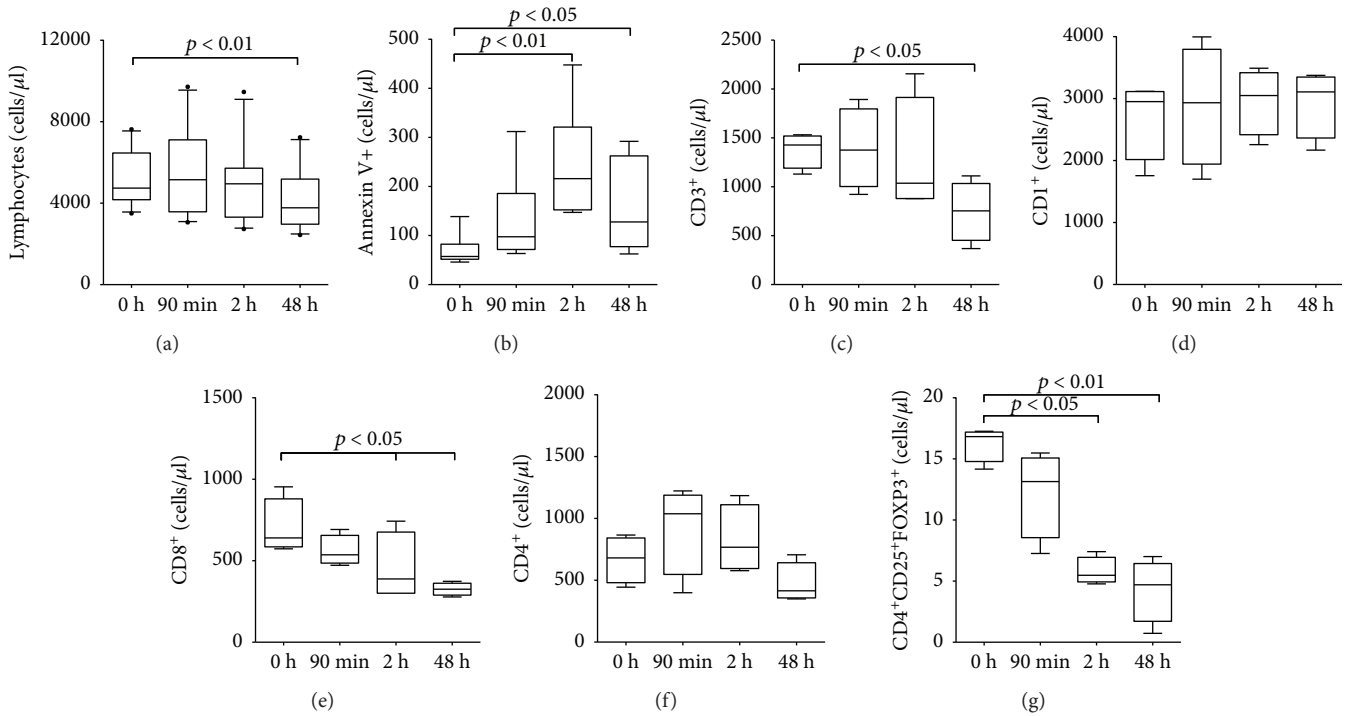 Lymphocytes (cells/μl)
12000
8000
4000
0
p < 0.01
0 h 90 min 2 h 48 h
(a)
Annexin V+ (cells/μl)
500
400
300
200
100
0
p < 0.05
p < 0.01
0 h 90 min 2 h 48 h
(b)
CD3⁺ (cells/μl)
2500
2000
1500
1000
500
0
p < 0.05
0 h 90 min 2 h 48 h
(c)
CD1⁺ (cells/μl)
4000
3000
2000
1000
0
0 h 90 min 2 h 48 h
(d)
CD8⁺ (cells/μl)
1500
1000
500
0
p < 0.05
0 h 90 min 2 h 48 h
(e)
CD4⁺ (cells/μl)
2000
1500
1000
500
0
0 h 90 min 2 h 48 h
(f)
CD4⁺CD25⁺FOXP3⁺ (cells/μl)
20
15
10
5
0
p < 0.01
p < 0.05
0 h 90 min 2 h 48 h
(g)